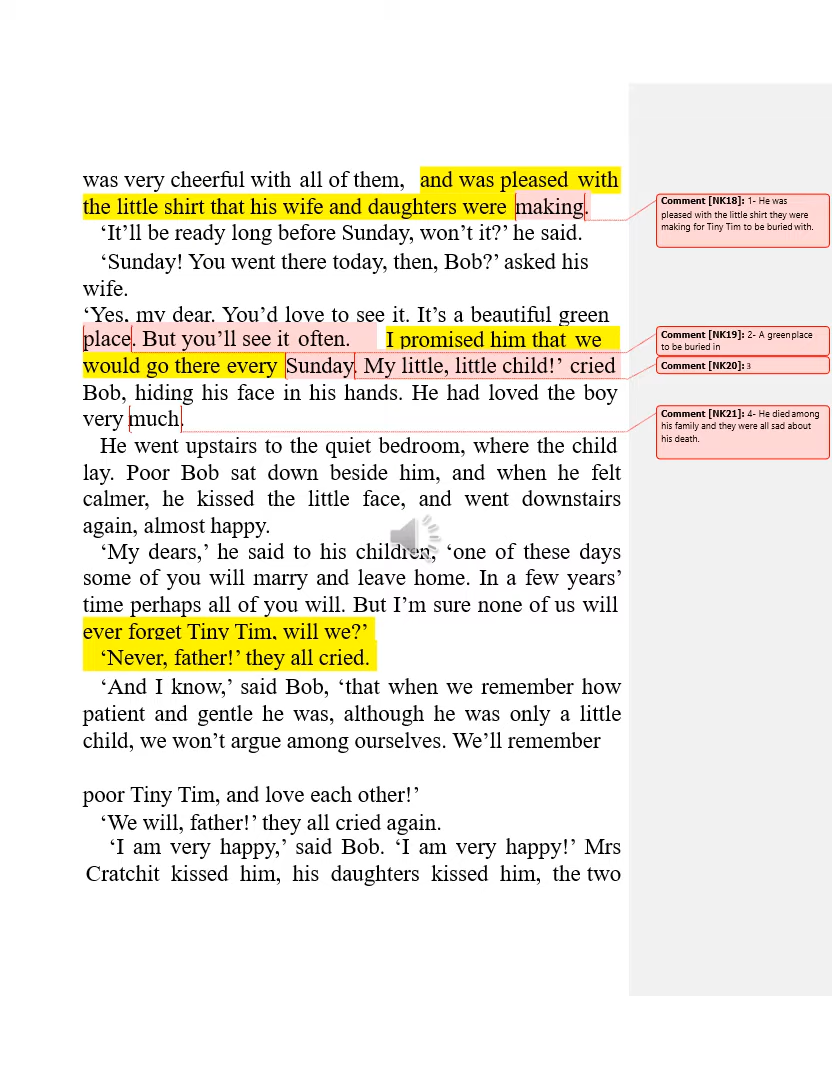 was very cheerful with all of them, and was pleased with
the little shirt that his wife and daughters were making.
‘It’ll be ready long before Sunday, won’t it?’ he said.
‘Sunday! You went there today, then, Bob?’ asked his
wife.
‘Yes, my dear. You’d love to see it. It’s a beautiful green
place. But you’ll see it often. I promised him that we
would go there every Sunday. My little, little child!’ cried
Bob, hiding his face in his hands. He had loved the boy
very much.
He went upstairs to the quiet bedroom, where the child
lay. Poor Bob sat down beside him, and when he felt
calmer, he kissed the little face, and went downstairs
again, almost happy.
‘My dears,’ he said to his children, ‘one of these days
some of you will marry and leave home. In a few years’
time perhaps all of you will. But I’m sure none of us will
ever forget Tiny Tim, will we?’
‘Never, father!’ they all cried.
‘And I know,’ said Bob, ‘that when we remember how
patient and gentle he was, although he was only a little
child, we won’t argue among ourselves. We’ll remember
poor Tiny Tim, and love each other!’
‘We will, father!’ they all cried again.
‘I am very happy,’ said Bob. ‘I am very happy!’ Mrs
Cratchit kissed him, his daughters kissed him, the two
Comment [NK18]: 1- He was
pleased with the little shirt they were
making for Tiny Tim to be buried with.
Comment [NK19]: 2- A green place
to be buried in
Comment [NK20]: 3
Comment [NK21]: 4- He died among
his family and they were all sad about
his death.